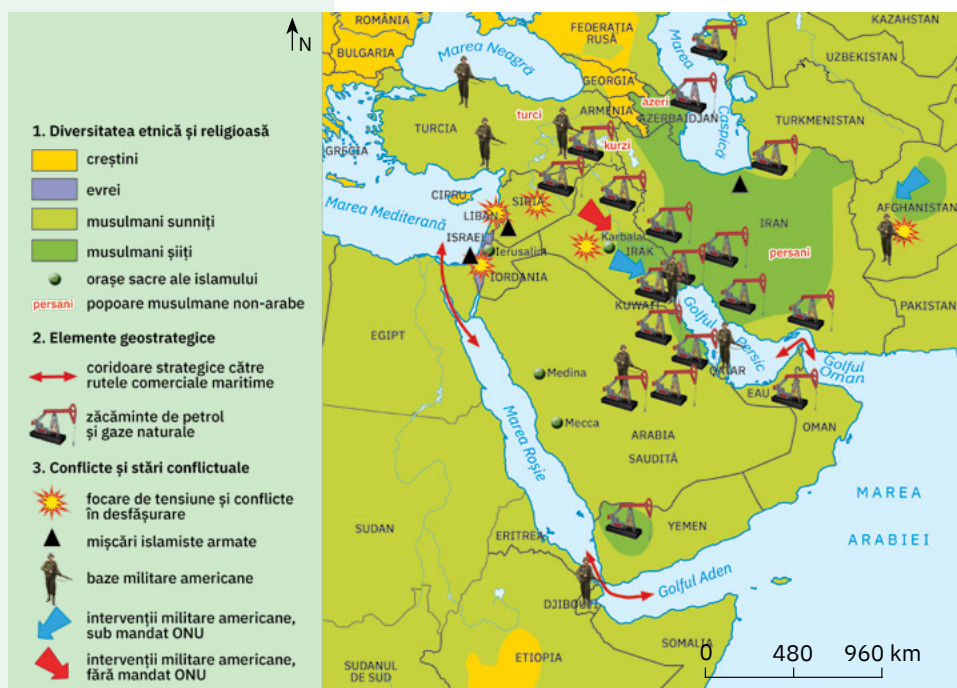 N
1. Diversitatea etnică și religioasă
creștini
evrei
musulmani sunniți
musulmani șiiți
orașe sacre ale islamului
persani popoare musulmane non-arabe
2. Elemente geostrategice
coridoare strategice către
rutele comerciale maritime
zăcăminte de petrol
și gaze naturale
3. Conflicte și stări conflictuale
focare de tensiune și conflicte
în desfășurare
mișcări islamiste armate
baze militare americane
intervenții militare americane,
sub mandat ONU
intervenții militare americane,
fără mandat ONU
ROMÂNIA
BULGARIA
Marea Neagră
FEDERAȚIA
RUSĂ
Marea
Caspică
KAZAHSTAN
UZBEKISTAN
GEORGIA
ARMENIA
azeri
AZERBAIDJAN
TURKMENISTAN
GRECIA
TURCIA
turci
kurzi
CIPRU
Marea Mediterană
LIBAN
SIRIA
ISRAEL
Ierusalim
IORDANIA
Karbala
IRAK
IRAN
persani
AFGHANISTAN
PAKISTAN
KUWAIT
Golful Persic
QATAR
EAU
Golful
Oman
OMAN
EGIPT
Medina
Mecca
Marea Roșie
ARABIA
SAUDITĂ
YEMEN
MAREA
ARABIEI
SUDAN
ERITREA
DJIBOUTI
Golful Aden
ETIOPIA
SOMALIA
SUDANUL
DE SUD
0 480 960 km